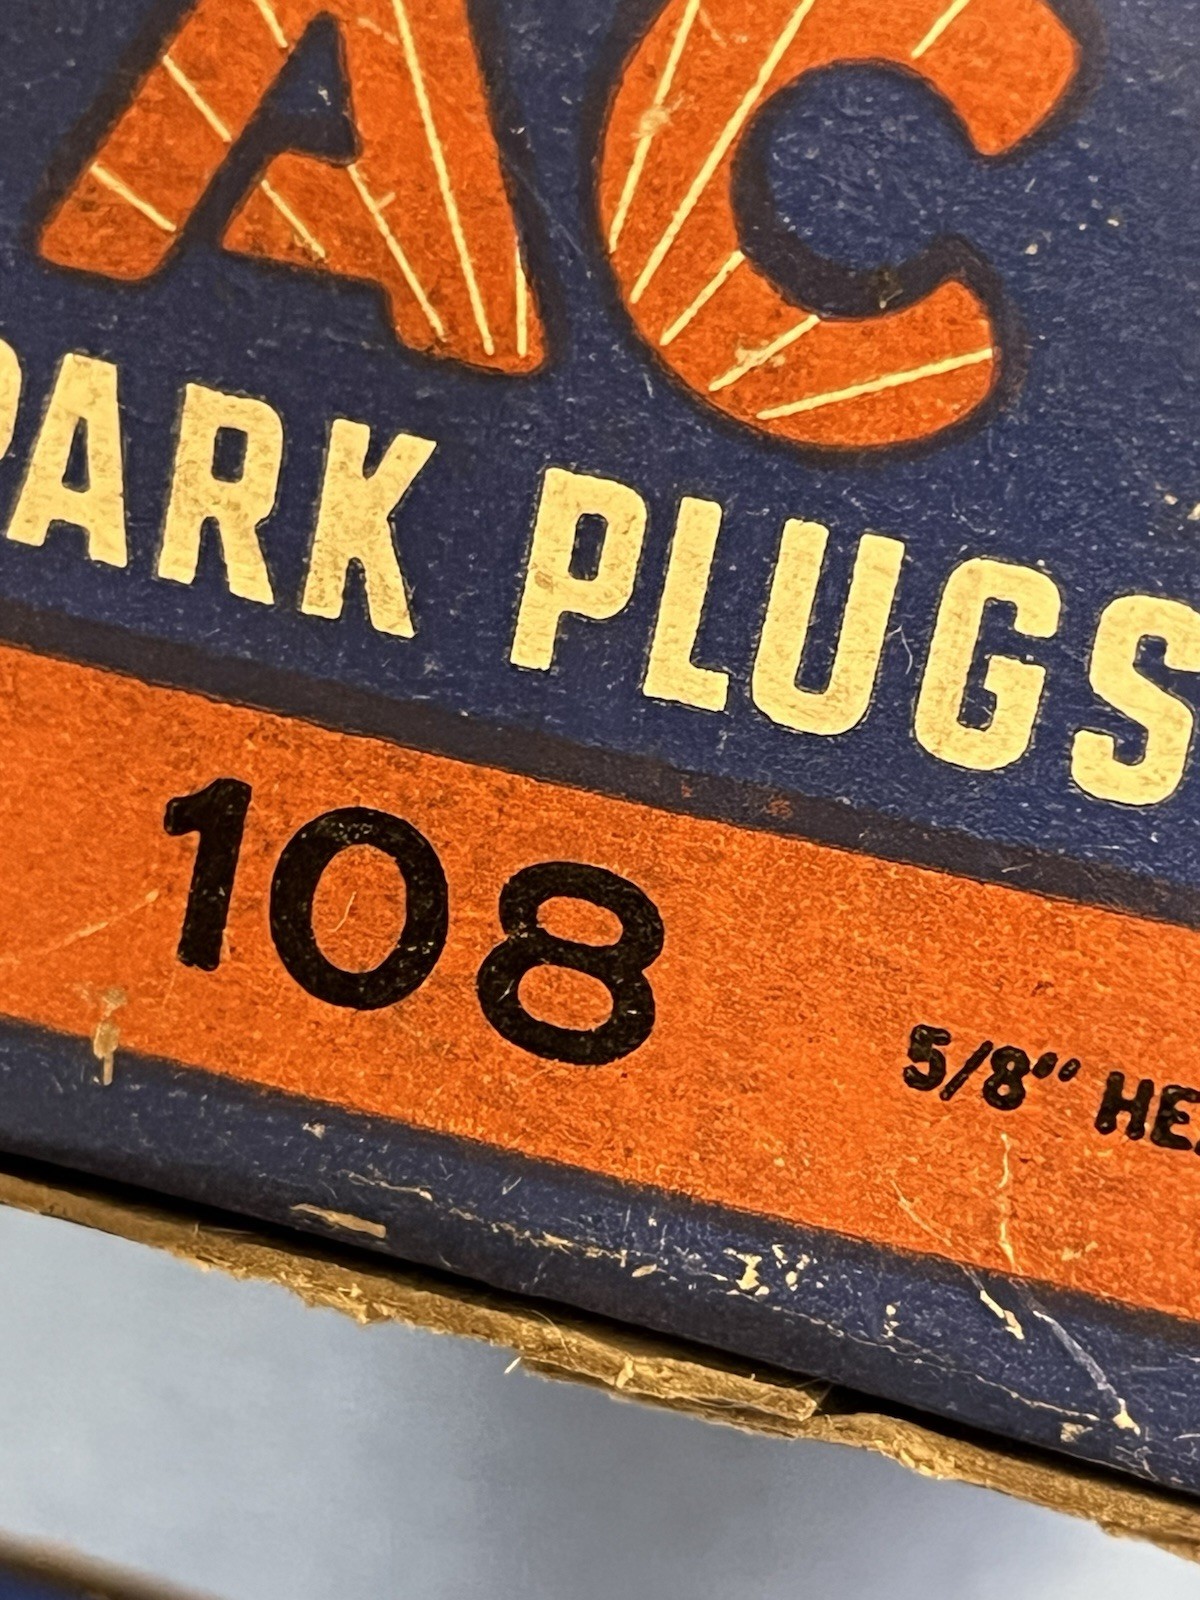 AC
PARK PLUGS
108
5/8" HE